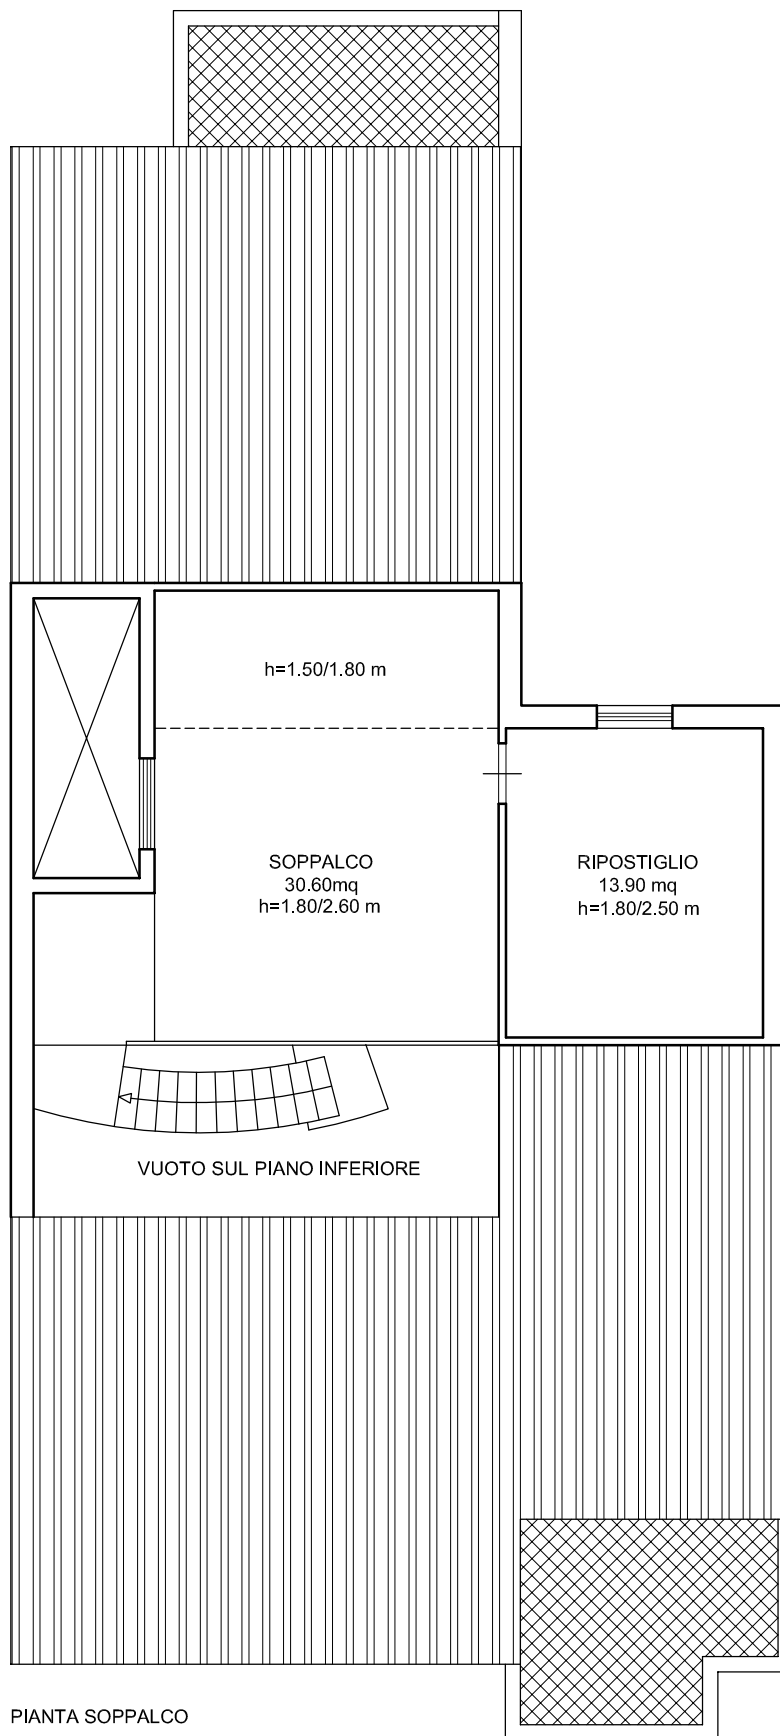 h=1.50/1.80 m
SOPPALCO
30.60mq
h=1.80/2.60 m
RIPOSTIGLIO
13.90 mq
h=1.80/2.50 m
VUOTO SUL PIANO INFERIORE
PIANTA SOPPALCO